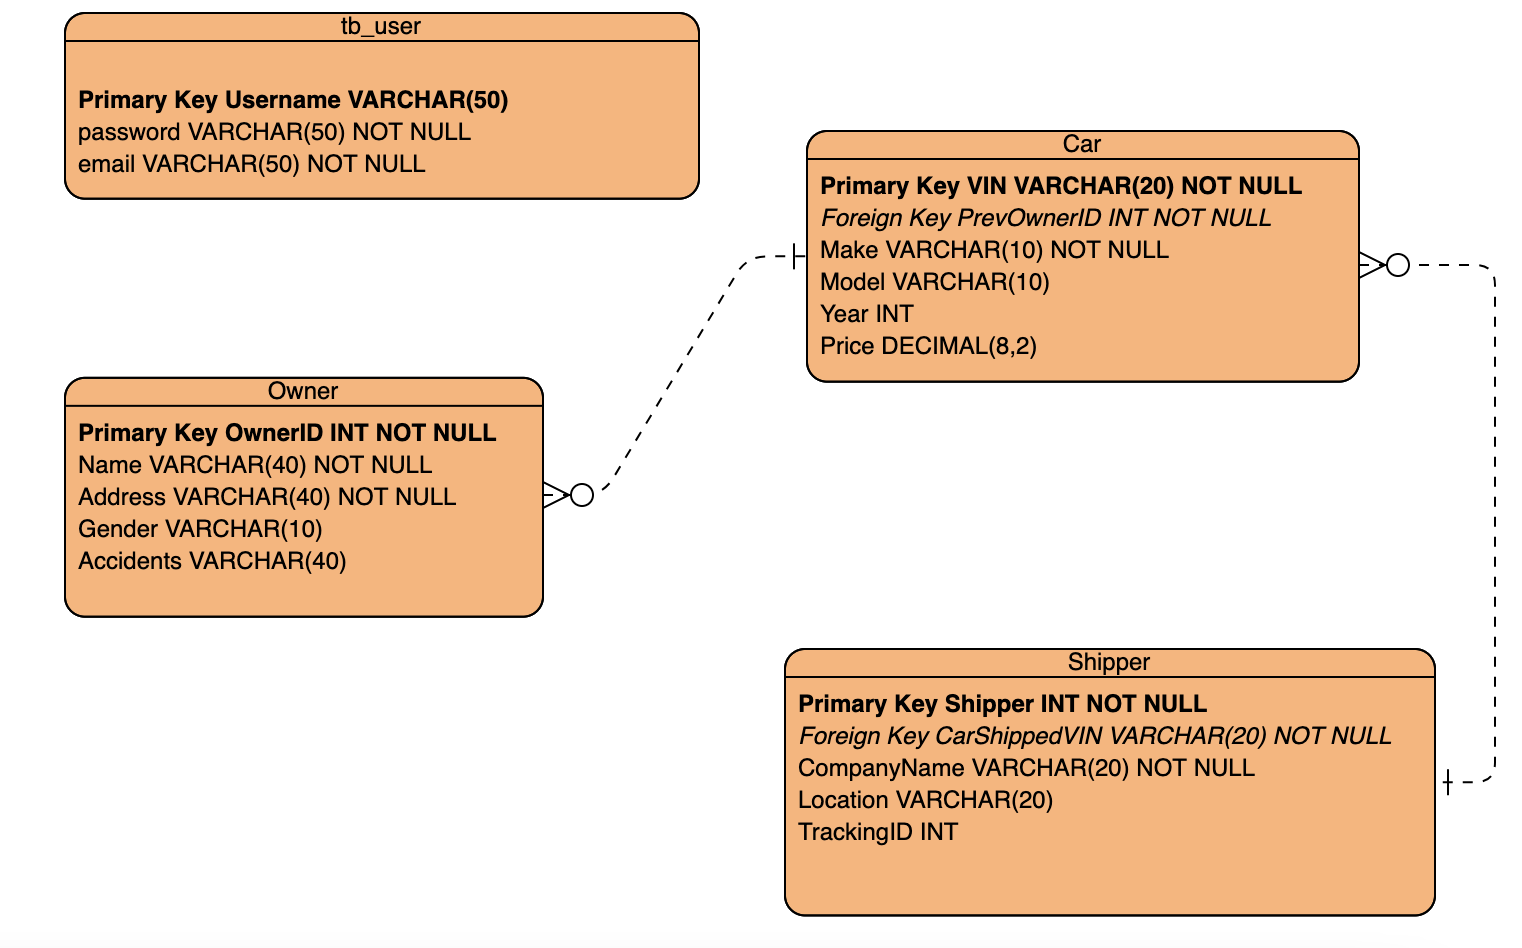 tb_user
Primary Key Username VARCHAR(50)
password VARCHAR(50) NOT NULL
email VARCHAR(50) NOT NULL
Car
Primary Key VIN VARCHAR(20) NOT NULL
Foreign Key PrevOwnerID INT NOT NULL
Make VARCHAR(10) NOT NULL
Model VARCHAR(10)
Year INT
Price DECIMAL(8,2)
Owner
Primary Key OwnerID INT NOT NULL
Name VARCHAR(40) NOT NULL
Address VARCHAR(40) NOT NULL
Gender VARCHAR(10)
Accidents VARCHAR(40)
Shipper
Primary Key Shipper INT NOT NULL
Foreign Key CarShippedVIN VARCHAR(20) NOT NULL
CompanyName VARCHAR(20) NOT NULL
Location VARCHAR(20)
TrackingID INT